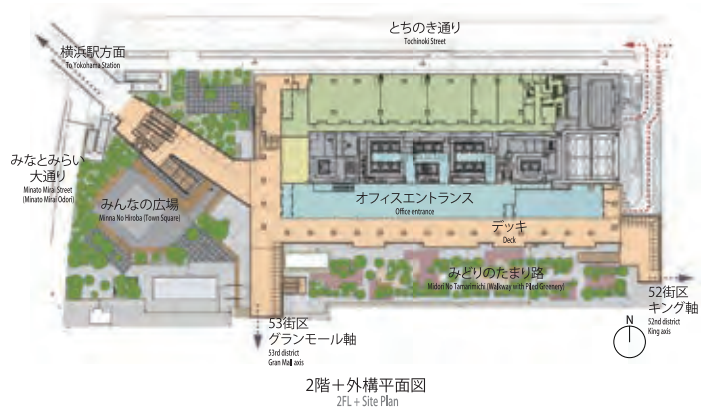 とちのき通り
Tochinoki Street
横浜駅方面
To Yokohama Station
みなとみらい
大通り
Minato Mirai Street
(Minato Mirai Odori)
みんなの広場
Minna No Hiroba (Town Square)
オフィスエントランス
Office entrance
デッキ
Deck
みどりのたまり路
Midori No Tamarimichi (Walkway with Piled Greenery)
53街区
グランモール軸
53rd district
Gran Mall axis
52街区
キング軸
52nd district
King axis
N
2階＋外構平面図
2FL + Site Plan